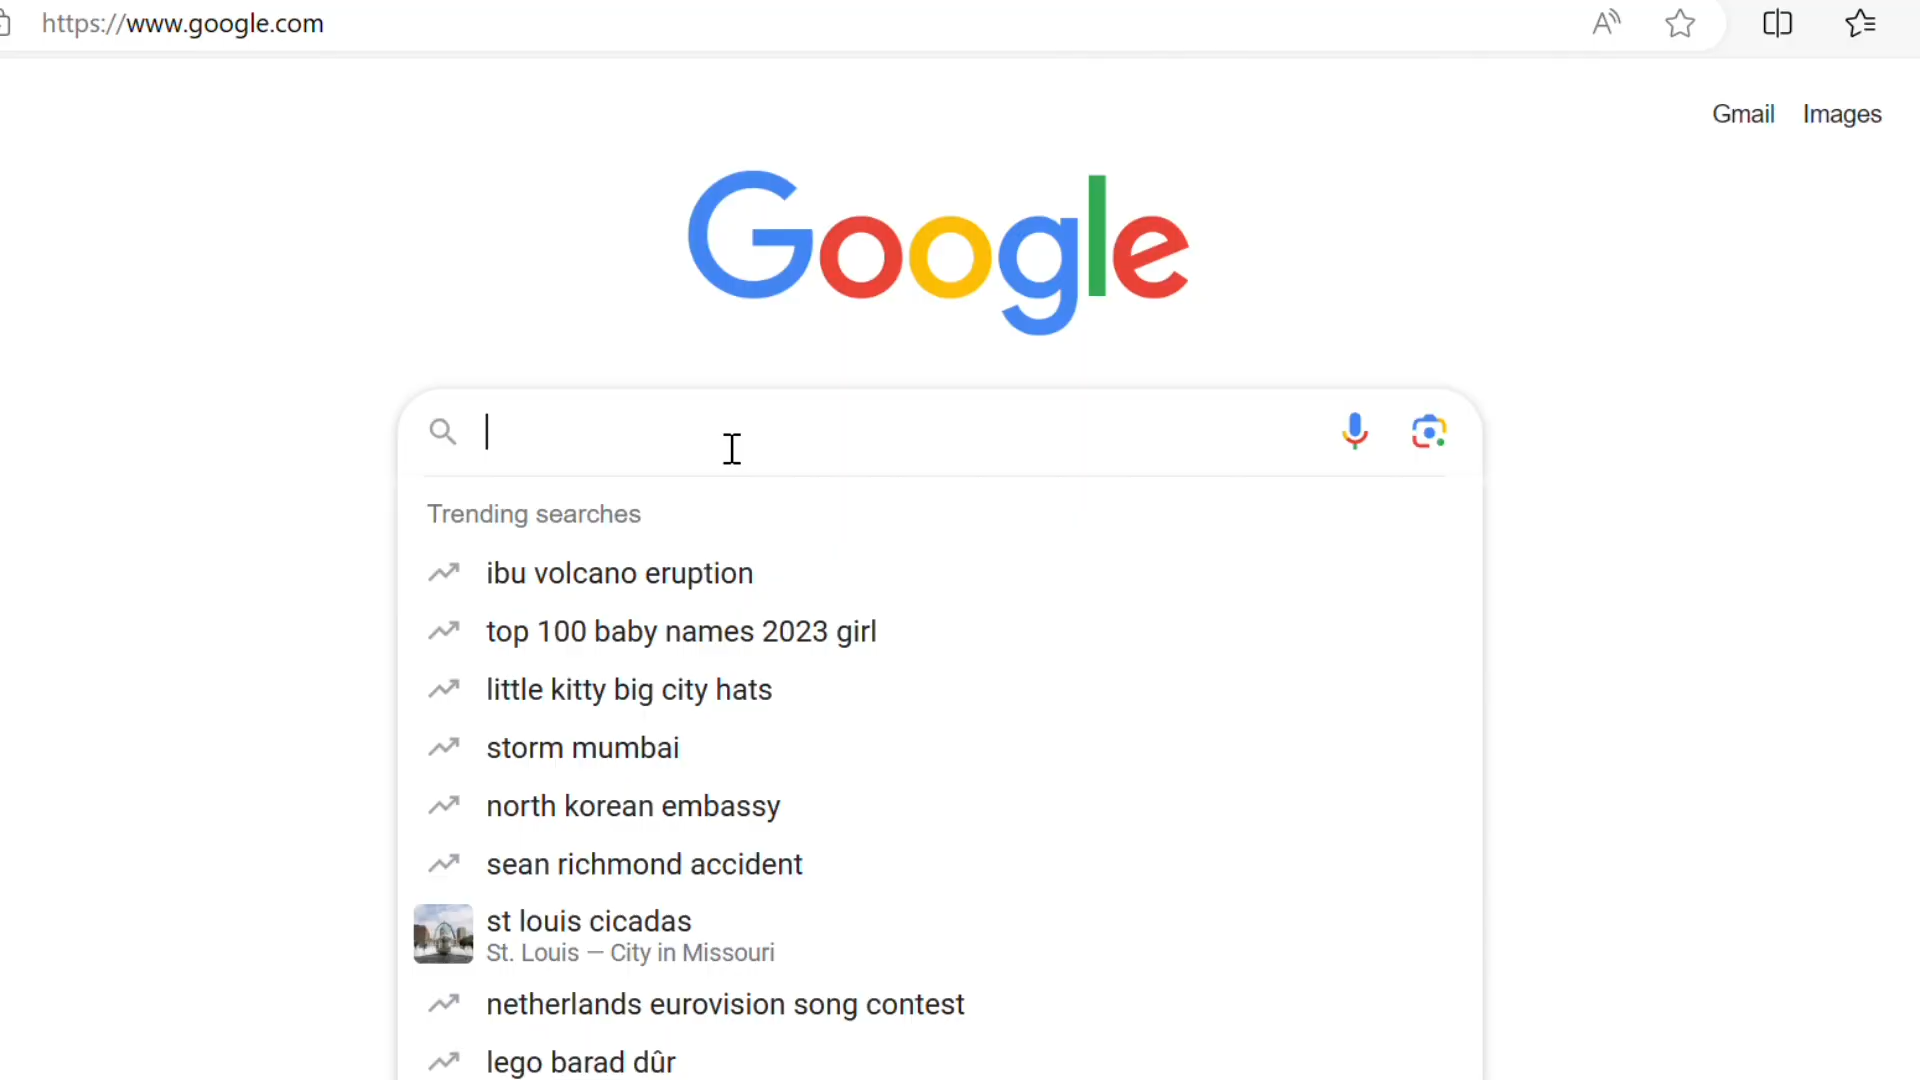 https://www.google.com
Gmail Images
Google
Trending searches
ibu volcano eruption
top 100 baby names 2023 girl
little kitty big city hats
storm mumbai
north korean embassy
sean richmond accident
st louis cicadas
St. Louis — City in Missouri
netherlands eurovision song contest
lego barad dûr